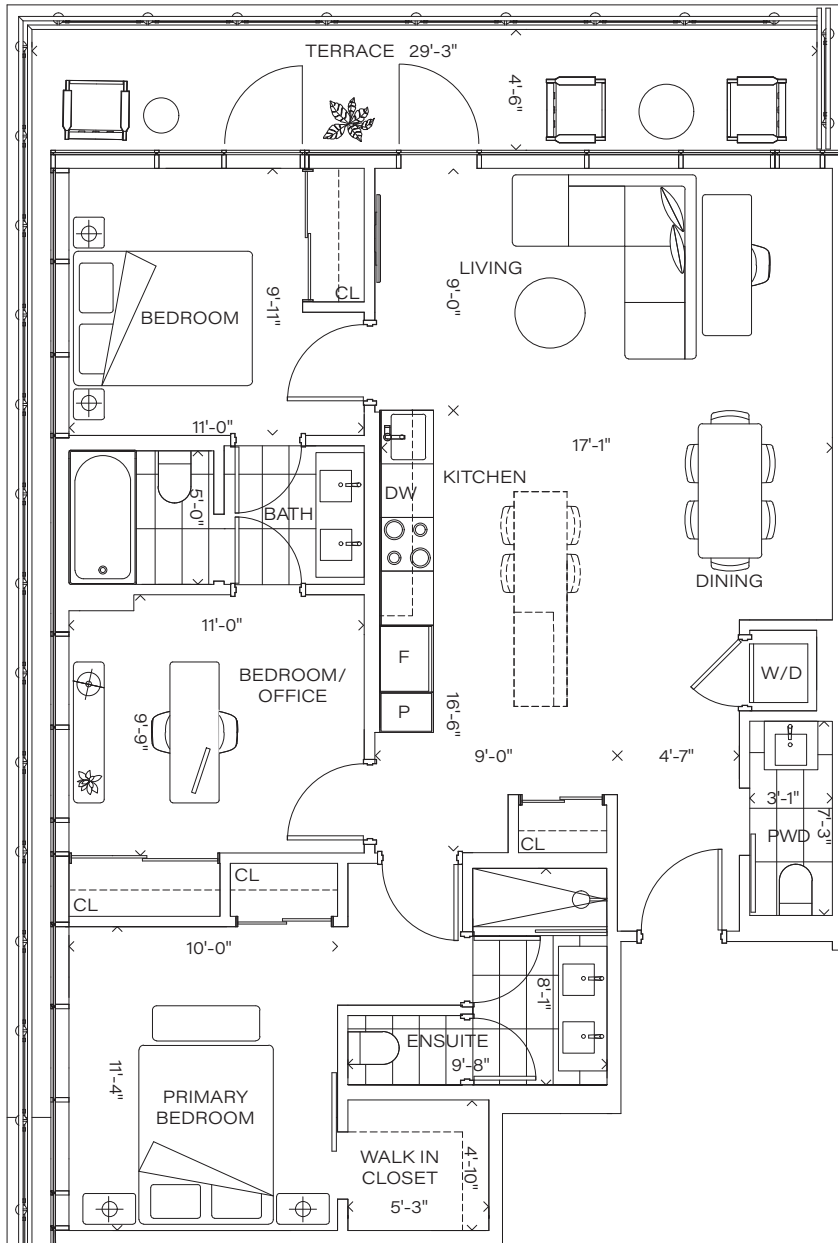 TERRACE 29'-3"
4'-6"
LIVING
9'-0"
CL
BEDROOM
9'-11"
11'-0"
17'-1"
KITCHEN
DW
BATH
5'-0"
DINING
11'-0"
BEDROOM/
OFFICE
9'-9"
F
P
16'-6"
W/D
9'-0"
4'-7"
3'-1"
7'-3"
PWD
CL
CL
CL
10'-0"
8'-1"
ENSUITE
9'-8"
11'-4"
PRIMARY
BEDROOM
WALK IN
CLOSET
4'-10"
5'-3"